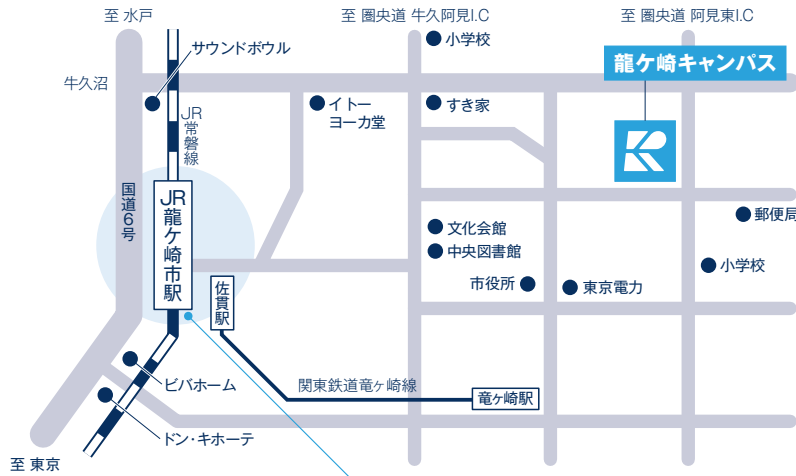 至 水戸
至 圏央道 牛久阿見I.C
至 圏央道 阿見東I.C
サウンドボウル
小学校
龍ケ崎キャンパス
牛久沼
JR常磐線
イトー
ヨーカ堂
すき家
国道6号
JR龍ケ崎市駅
文化会館
中央図書館
郵便局
小学校
市役所
東京電力
佐貫駅
ビバホーム
関東鉄道竜ヶ崎線
竜ヶ崎駅
ドン・キホーテ
至 東京